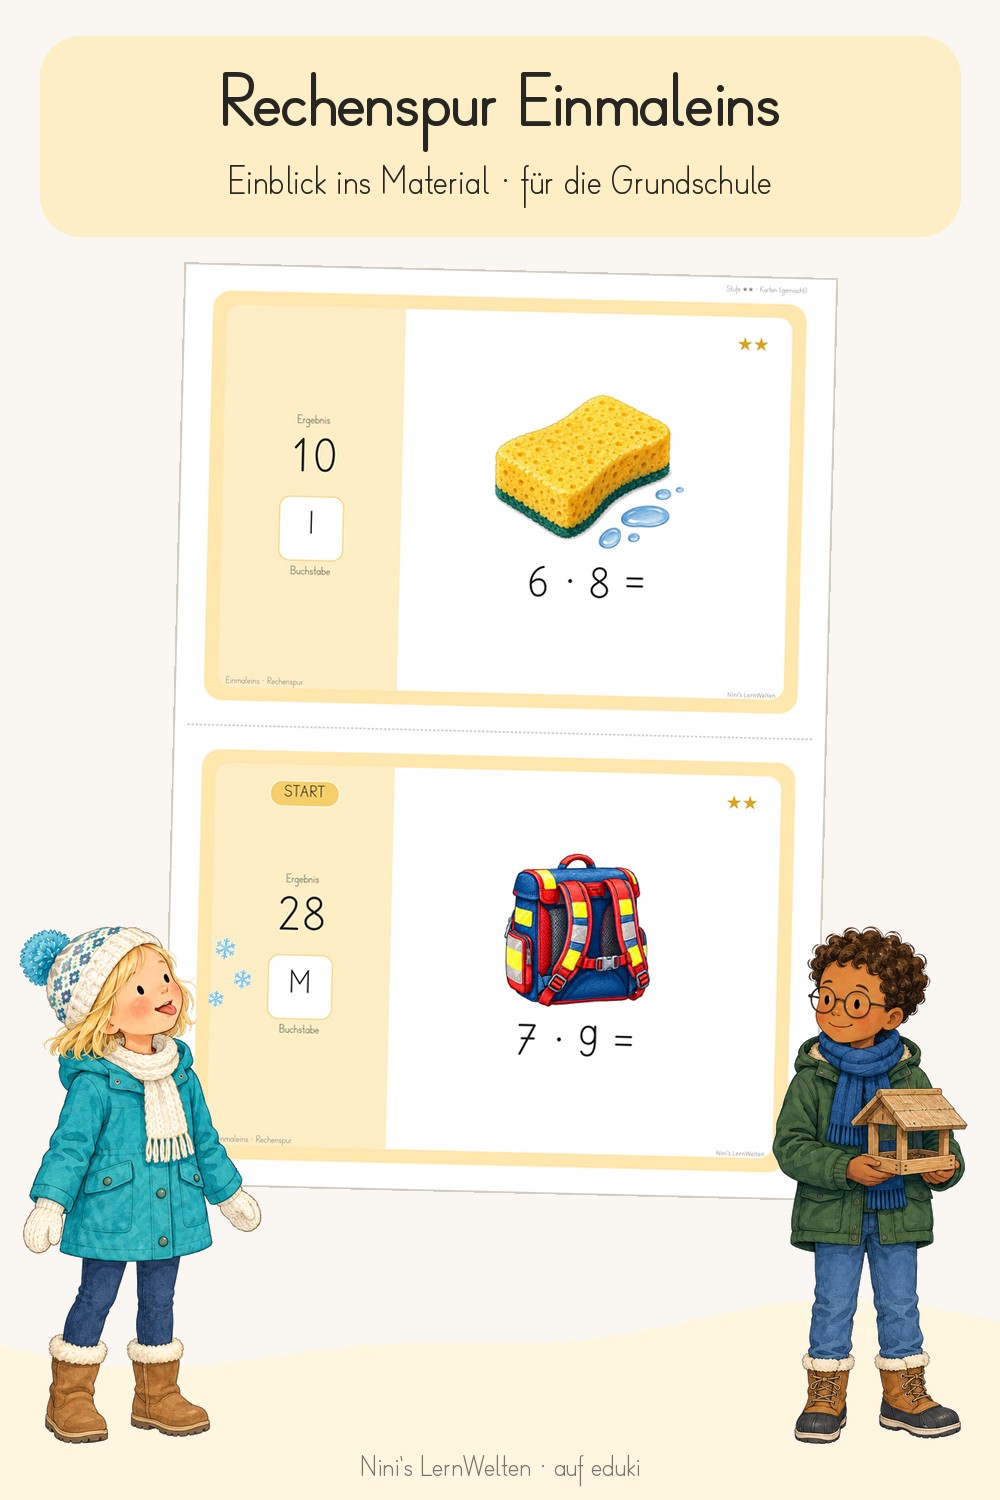 Rechenspur Einmaleins
Einblick ins Material · für die Grundschule
Stufe ★★ · Karten (gemischt)
★★
Ergebnis
10
I
Buchstabe
6 · 8 =
Einmaleins · Rechenspur
Nini's LernWelten
START
★★
Ergebnis
28
M
Buchstabe
7 · 9 =
nmaleins · Rechenspur
Nini's LernWelten
Nini's LernWelten · auf eduki